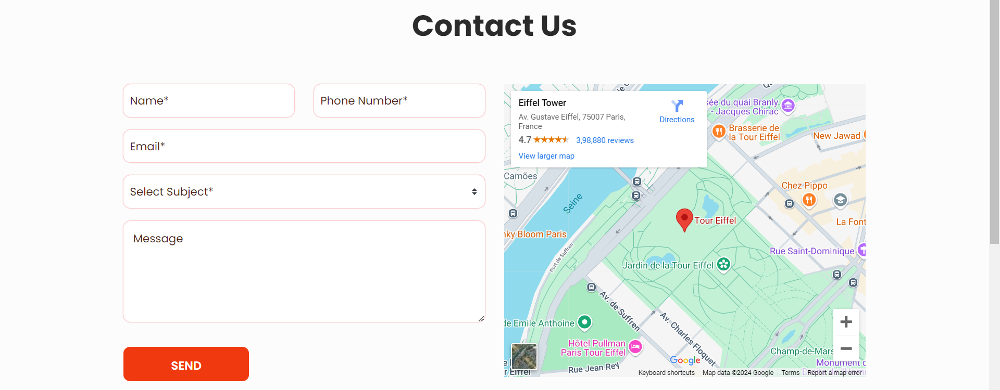 Contact Us
Name*
Phone Number*
Email*
Select Subject*
Message
SEND
Eiffel Tower
Av. Gustave Eiffel, 75007 Paris,
France
4.7
3,98,880 reviews
View larger map
Directions
sée du quai Branly
- Jacques Chirac
Brasserie de
la Tour Eiffel
New Jawad
Camões
Chez Pippo
Seine
Tour Eiffel
La Font
nky Bloom Paris
Rue Saint-Dominique
Port de Suffren
Jardin de la Tour Eiffel
Av. de Suffren
de Emile Anthoine
Av. Charles Floquet
Hôtel Pullman
Paris Tour Eiffel
Champ-de-Mars
Monument d
Rue Jean Rey
r Eiffel
Google
Keyboard shortcuts
Map data ©2024 Google
Terms
Report a map error